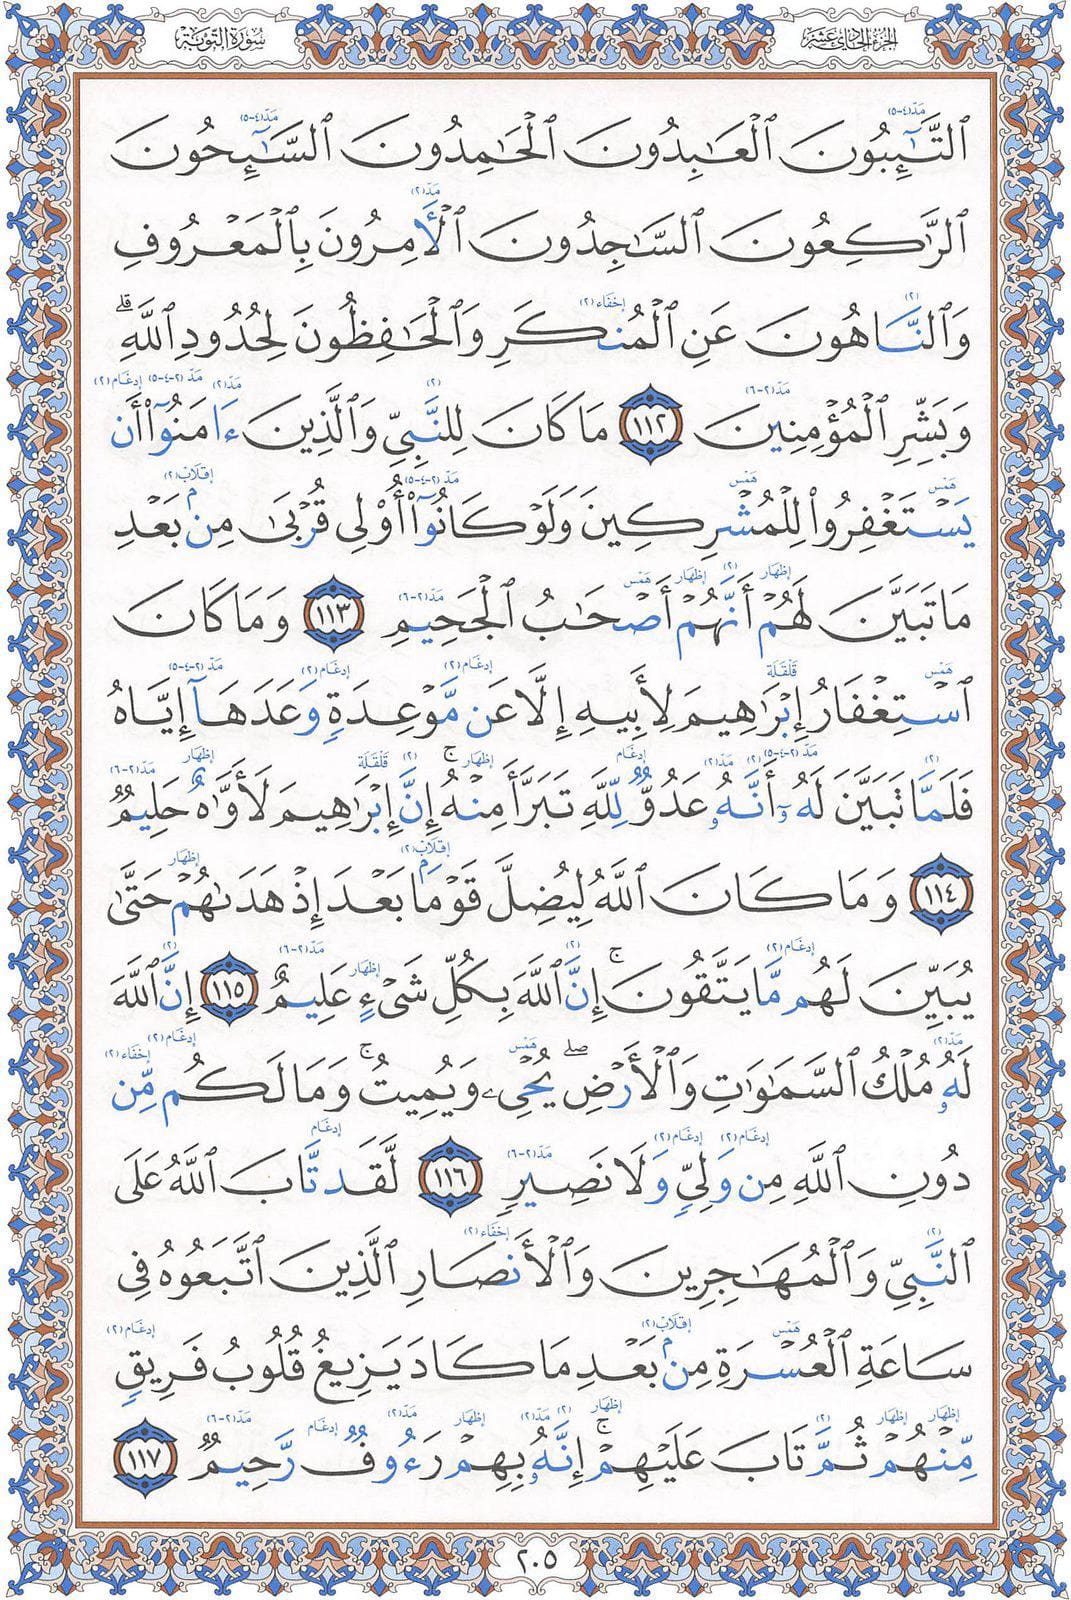 الجزء الحادي عشر
سورة التوبة
ٱلتَّٰٓئِبُونَ ٱلْعَٰبِدُونَ ٱلْحَٰمِدُونَ ٱلسَّٰٓئِحُونَ
ٱلرَّٰكِعُونَ ٱلسَّٰجِدُونَ ٱلْأٓمِرُونَ بِٱلْمَعْرُوفِ
وَٱلنَّاهُونَ عَنِ ٱلْمُنكَرِ وَٱلْحَٰفِظُونَ لِحُدُودِ ٱللَّهِ ۗ
وَبَشِّرِ ٱلْمُؤْمِنِينَ ١١٢ مَا كَانَ لِلنَّبِيِّ وَٱلَّذِينَ ءَامَنُوٓا۟ أَن
يَسْتَغْفِرُوا۟ لِلْمُشْرِكِينَ وَلَوْ كَانُوٓا۟ أُو۟لِى قُرْبَىٰ مِنۢ بَعْدِ
مَا تَبَيَّنَ لَهُمْ أَنَّهُمْ أَصْحَٰبُ ٱلْجَحِيمِ ١١٣ وَمَا كَانَ
ٱسْتِغْفَارُ إِبْرَٰهِيمَ لِأَبِيهِ إِلَّا عَن مَّوْعِدَةٍ وَعَدَهَآ إِيَّاهُ
فَلَمَّا تَبَيَّنَ لَهُۥٓ أَنَّهُۥ عَدُوٌّ لِّلَّهِ تَبَرَّأَ مِنْهُ ۚ إِنَّ إِبْرَٰهِيمَ لَأَوَّٰهٌ حَلِيمٌ
١١٤ وَمَا كَانَ ٱللَّهُ لِيُضِلَّ قَوْمًۢا بَعْدَ إِذْ هَدَىٰهُمْ حَتَّىٰ
يُبَيِّنَ لَهُم مَّا يَتَّقُونَ ۚ إِنَّ ٱللَّهَ بِكُلِّ شَىْءٍ عَلِيمٌ ١١٥ إِنَّ ٱللَّهَ
لَهُۥ مُلْكُ ٱلسَّمَٰوَٰتِ وَٱلْأَرْضِ ۖ يُحْىِۦ وَيُمِيتُ ۚ وَمَا لَكُم مِّن
دُونِ ٱللَّهِ مِن وَلِىٍّ وَلَا نَصِيرٍ ١١٦ لَّقَد تَّابَ ٱللَّهُ عَلَى
ٱلنَّبِىِّ وَٱلْمُهَٰجِرِينَ وَٱلْأَنصَارِ ٱلَّذِينَ ٱتَّبَعُوهُ فِى
سَاعَةِ ٱلْعُسْرَةِ مِنۢ بَعْدِ مَا كَادَ يَزِيغُ قُلُوبُ فَرِيقٍ
مِّنْهُمْ ثُمَّ تَابَ عَلَيْهِمْ ۚ إِنَّهُۥ بِهِمْ رَءُوفٌ رَّحِيمٌ ١١٧
٢٠٥